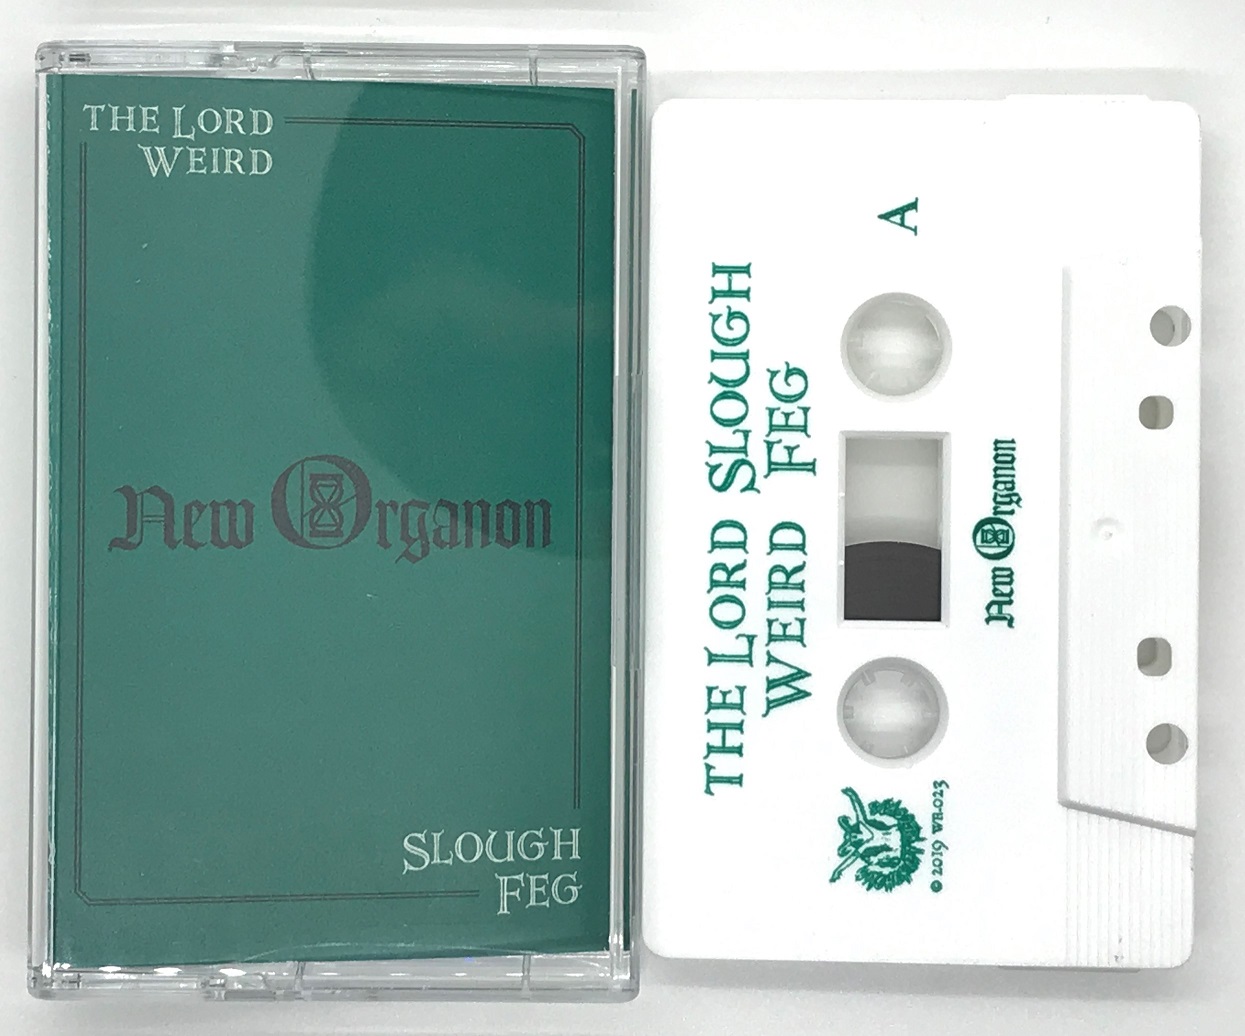 THE LORD
WEIRD
New Organon
SLOUGH
FEG
A
THE LORD SLOUGH
WEIRD FEG
New Organon
© 2019 WR-023